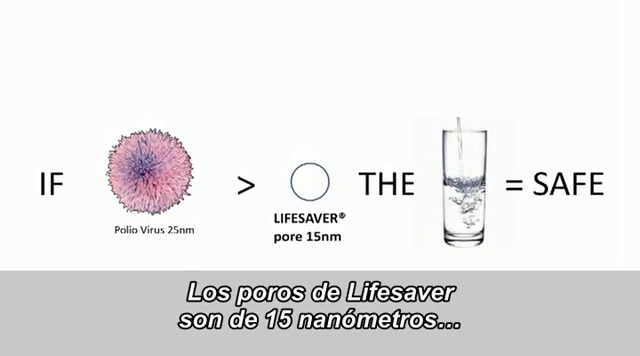 IF > THE = SAFE
Polio Virus 25nm
LIFESAVER®
pore 15nm
Los poros de Lifesaver
son de 15 nanómetros...